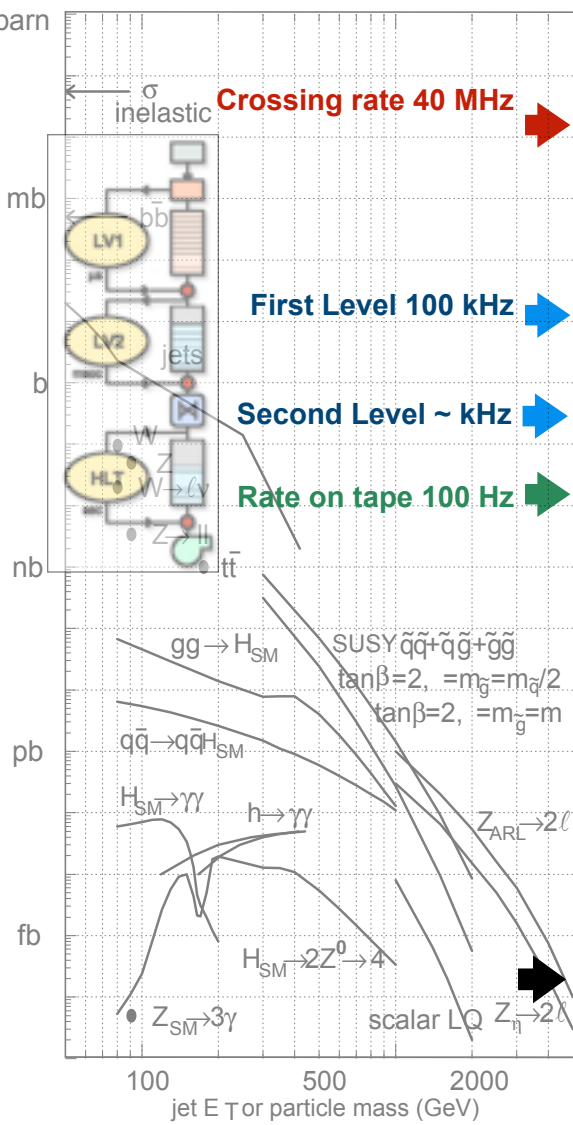 barn
σ
inelastic
Crossing rate 40 MHz
mb
bb̄
LV1
μs
First Level 100 kHz
LV2
jets
msec
b
Second Level ~ kHz
W
Z
HLT
W→ℓν
Rate on tape 100 Hz
sec
Z→ll
nb
tt̄
gg→H_SM
SUSY q̃q̃+q̃g̃+g̃g̃
tanβ=2, =m_g̃=m_q̃/2
tanβ=2, =m_g̃=m
qq̄→qq̄H_SM
pb
H_SM→γγ
h→γγ
Z_ARL→2ℓ
fb
H_SM→2Z⁰→4
Z_SM→3γ
scalar LQ
Z_η→2ℓ
100
500
2000
jet E_T or particle mass (GeV)